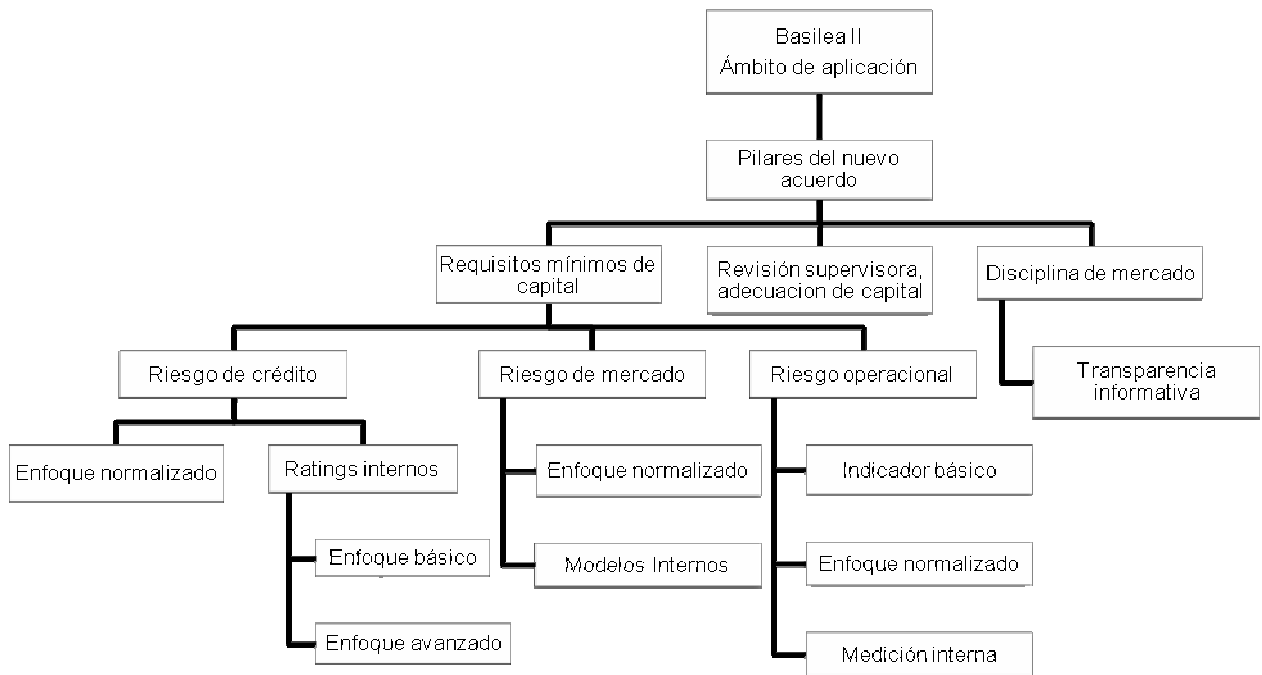 Basilea II
Ámbito de aplicación
Pilares del nuevo
acuerdo
Requisitos mínimos de
capital
Revisión supervisora,
adecuacion de capital
Disciplina de mercado
Riesgo de crédito
Riesgo de mercado
Riesgo operacional
Transparencia
informativa
Enfoque normalizado
Ratings internos
Enfoque normalizado
Indicador básico
Enfoque básico
Modelos Internos
Enfoque normalizado
Enfoque avanzado
Medición interna